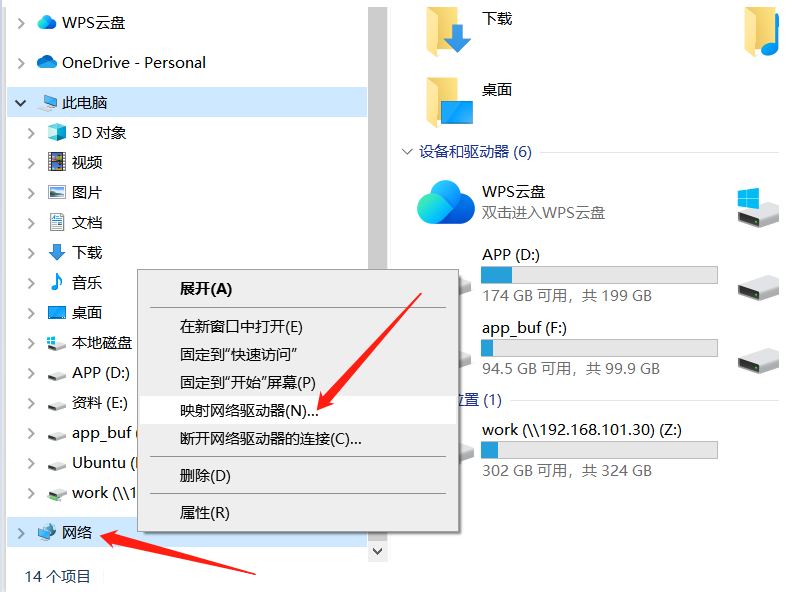 WPS云盘
OneDrive - Personal
此电脑
3D 对象
视频
图片
文档
下载
音乐
桌面
本地磁盘
APP (D:)
资料 (E:)
app_buf
Ubuntu
work (\\1
网络
14 个项目
展开(A)
在新窗口中打开(E)
固定到“快速访问”
固定到“开始”屏幕(P)
映射网络驱动器(N)...
断开网络驱动器的连接(C)...
删除(D)
属性(R)
下载
桌面
设备和驱动器 (6)
WPS云盘
双击进入WPS云盘
APP (D:)
174 GB 可用，共 199 GB
app_buf (F:)
94.5 GB 可用，共 99.9 GB
位置 (1)
work (\\192.168.101.30) (Z:)
302 GB 可用，共 324 GB